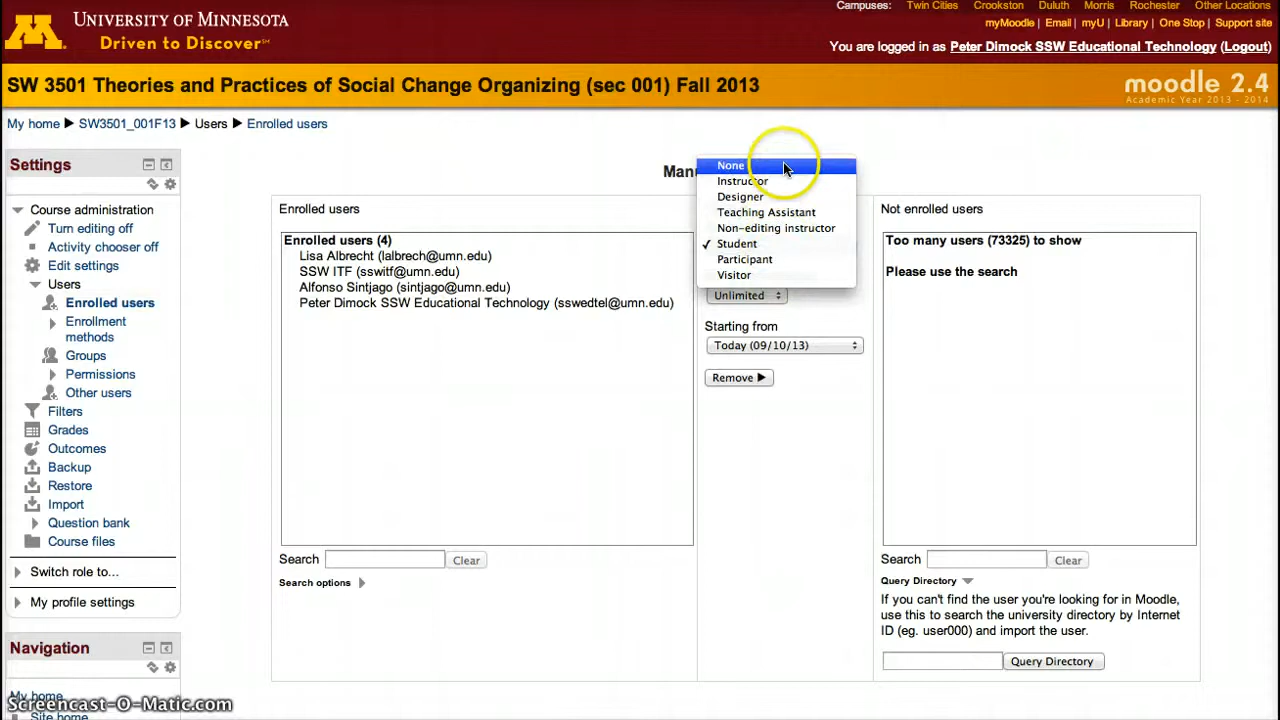 UNIVERSITY OF MINNESOTA
Driven to Discover℠
Campuses: Twin Cities Crookston Duluth Morris Rochester Other Locations
myMoodle | Email | myU | Library | One Stop | Support site
You are logged in as Peter Dimock SSW Educational Technology (Logout)
SW 3501 Theories and Practices of Social Change Organizing (sec 001) Fall 2013
moodle 2.4
Academic Year 2013 - 2014
My home ▶ SW3501_001F13 ▶ Users ▶ Enrolled users
Settings
Course administration
Turn editing off
Activity chooser off
Edit settings
Users
Enrolled users
Enrollment
methods
Groups
Permissions
Other users
Filters
Grades
Outcomes
Backup
Restore
Import
Question bank
Course files
Switch role to...
My profile settings
Navigation
My home
Site home
Enrolled users
Enrolled users (4)
Lisa Albrecht (lalbrech@umn.edu)
SSW ITF (sswitf@umn.edu)
Alfonso Sintjago (sintjago@umn.edu)
Peter Dimock SSW Educational Technology (sswedtel@umn.edu)
Search
Clear
Search options
None
Instructor
Designer
Teaching Assistant
Non-editing instructor
✓ Student
Participant
Visitor
Unlimited
Starting from
Today (09/10/13)
Remove ▶
Not enrolled users
Too many users (73325) to show
Please use the search
Search
Clear
Query Directory
If you can't find the user you're looking for in Moodle,
use this to search the university directory by Internet
ID (eg. user000) and import the user.
Query Directory
Screencast-O-Matic.com